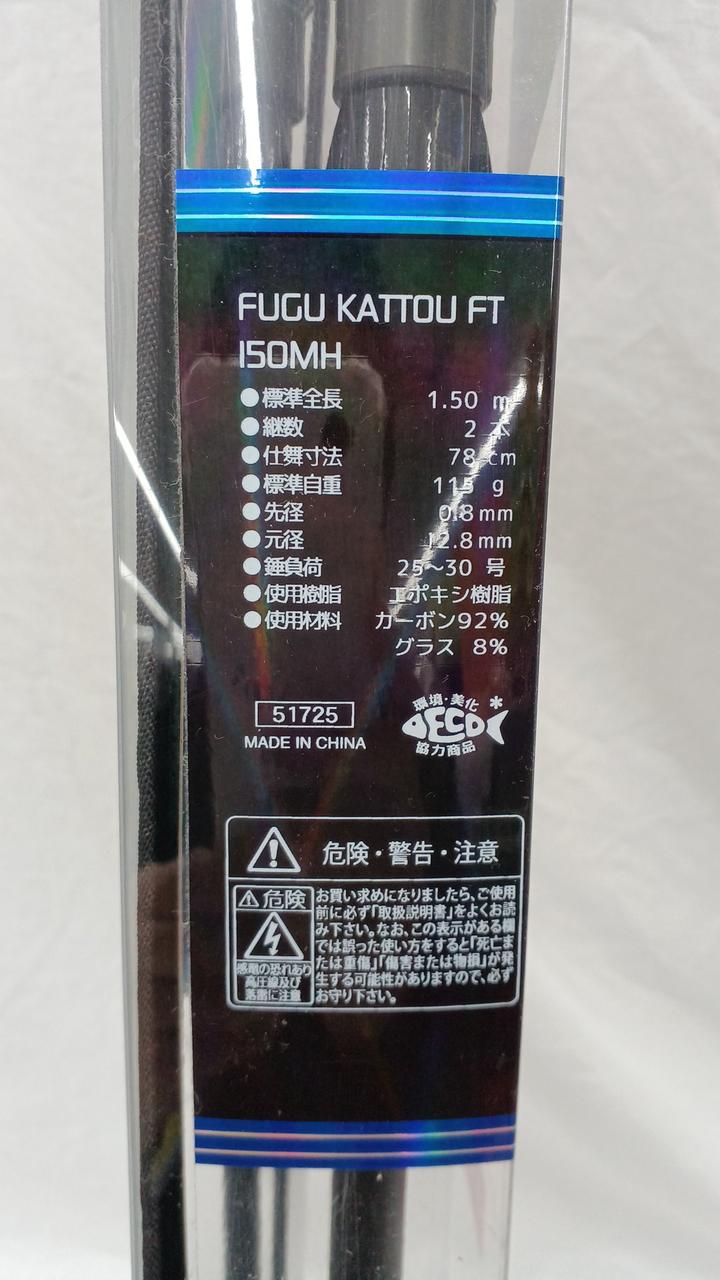 FUGU KATTOU FT
150MH
●標準全長 1.50 m
●継数 2 本
●仕舞寸法 78 cm
●標準自重 115 g
●先径 0.8mm
●元径 12.8mm
●錘負荷 25〜30 号
●使用樹脂 エポキシ樹脂
●使用材料 カーボン92%
グラス 8%
51725
MADE IN CHINA
環境・美化
DECO
協力商品
危険・警告・注意
危険
感電の恐れあり
高圧線及び
落雷に注意
お買い求めになりましたら、ご使用
前に必ず「取扱説明書」をよくお読
み下さい。なお、この表示がある欄
では誤った使い方をすると「死亡ま
たは重傷」「傷害または物損」が発
生する可能性がありますので、必ず
お守り下さい。